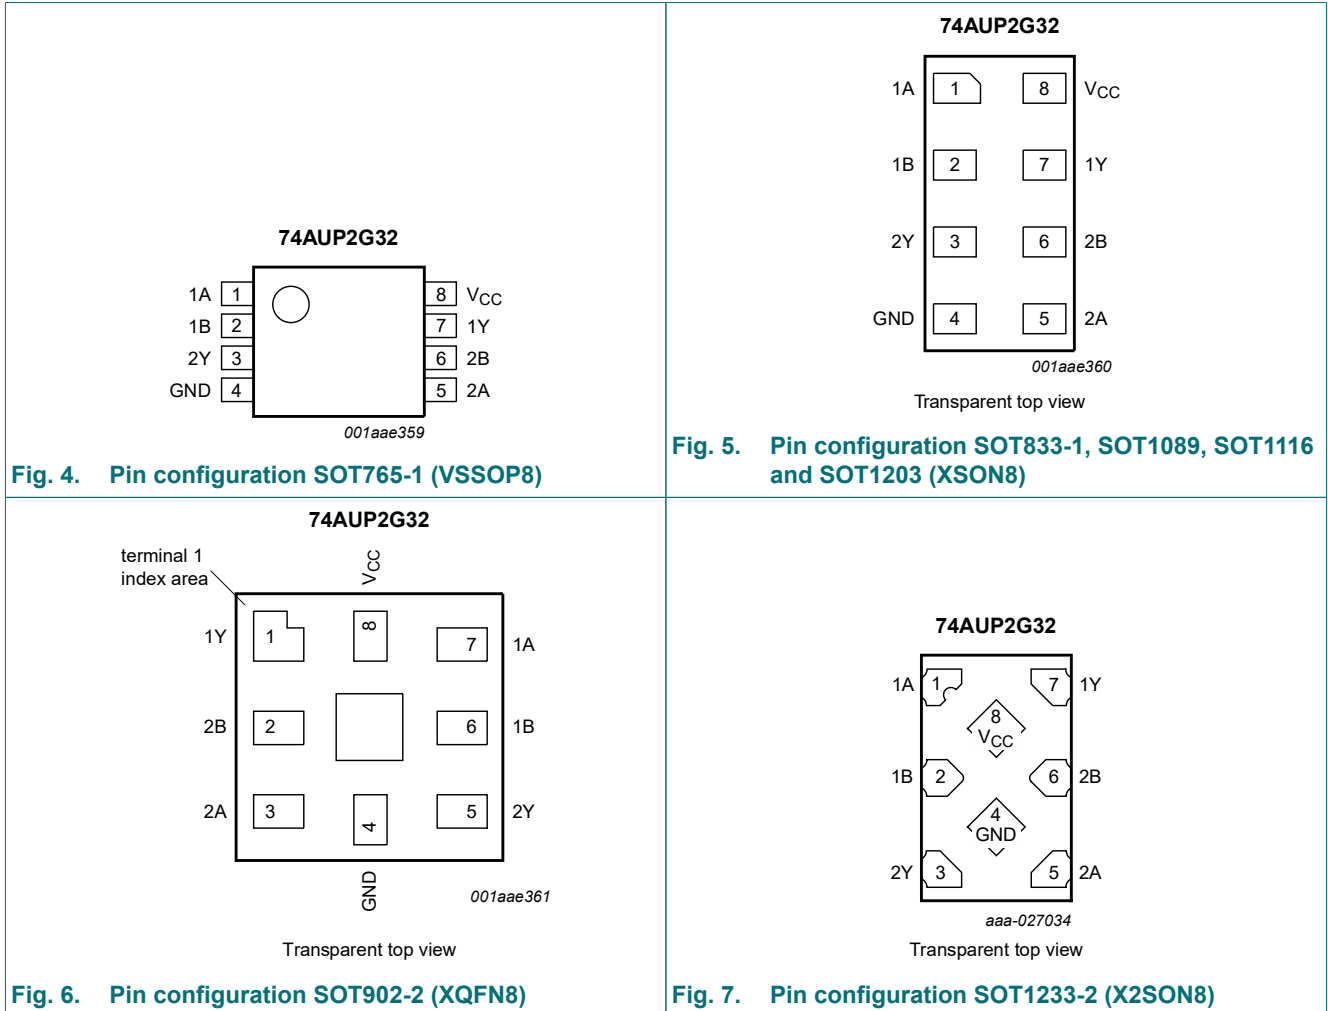 74AUP2G32
1A 1 8 VCC
1B 2 7 1Y
2Y 3 6 2B
GND 4 5 2A
001aae359
Fig. 4. Pin configuration SOT765-1 (VSSOP8)
74AUP2G32
1A 1 8 VCC
1B 2 7 1Y
2Y 3 6 2B
GND 4 5 2A
001aae360
Transparent top view
Fig. 5. Pin configuration SOT833-1, SOT1089, SOT1116
and SOT1203 (XSON8)
74AUP2G32
terminal 1
index area
VCC
1Y 1 8 7 1A
2B 2 6 1B
2A 3 4 5 2Y
GND
001aae361
Transparent top view
Fig. 6. Pin configuration SOT902-2 (XQFN8)
74AUP2G32
1A 1 7 1Y
8
VCC
1B 2 6 2B
4
GND
2Y 3 5 2A
aaa-027034
Transparent top view
Fig. 7. Pin configuration SOT1233-2 (X2SON8)